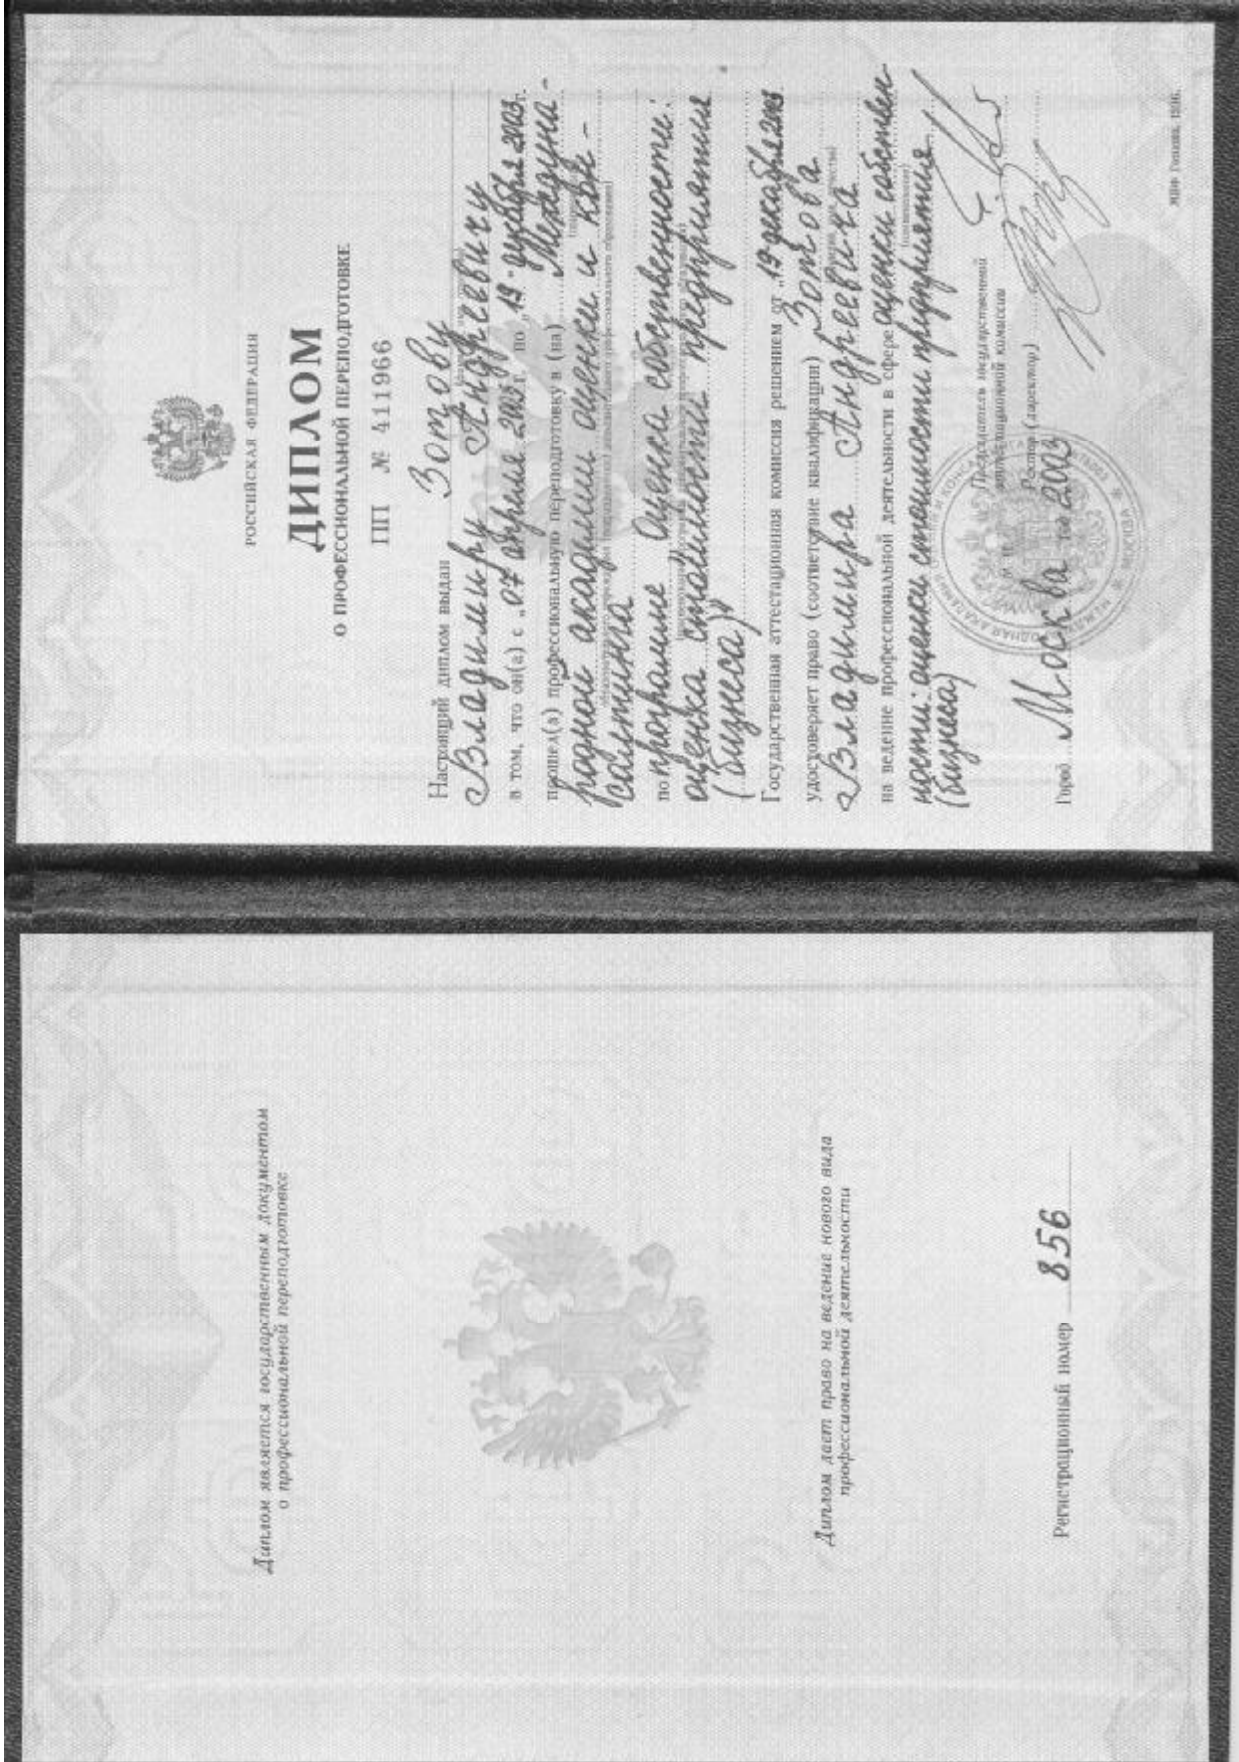 Диплом является государственным документом
о профессиональной переподготовке
Диплом дает право на ведение нового вида
профессиональной деятельности
Регистрационный номер 856
РОССИЙСКАЯ ФЕДЕРАЦИЯ
ДИПЛОМ
О ПРОФЕССИОНАЛЬНОЙ ПЕРЕПОДГОТОВКЕ
ПП № 411966
Настоящий диплом выдан Зотову
Владимиру Андреевичу
в том, что он(а) с „07 апреля 2003 г. по „19" декабря 2003 г.
прошел(а) профессиональную переподготовку в (на) Междуна-
родной академии оценки и кон-
салтинга
по программе Оценка собственности:
оценка стоимости предприятия
(бизнеса)
Государственная аттестационная комиссия решением от „19 декабря 2003
удостоверяет право (соответствие квалификации) Зотова
Владимира Андреевича
на ведение профессиональной деятельности в сфере оценки собствен-
ности: оценки стоимости предприятия
(бизнеса)
Председатель государственной
аттестационной комиссии
Ректор (директор)
Город Москва 2003
МОСКВА